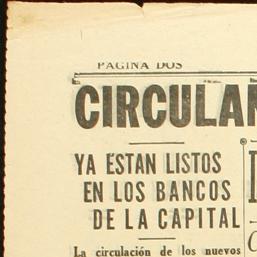 PAGINA DOS
CIRCULAR
YA ESTAN LISTOS
EN LOS BANCOS
DE LA CAPITAL
La circulación de los nuevos